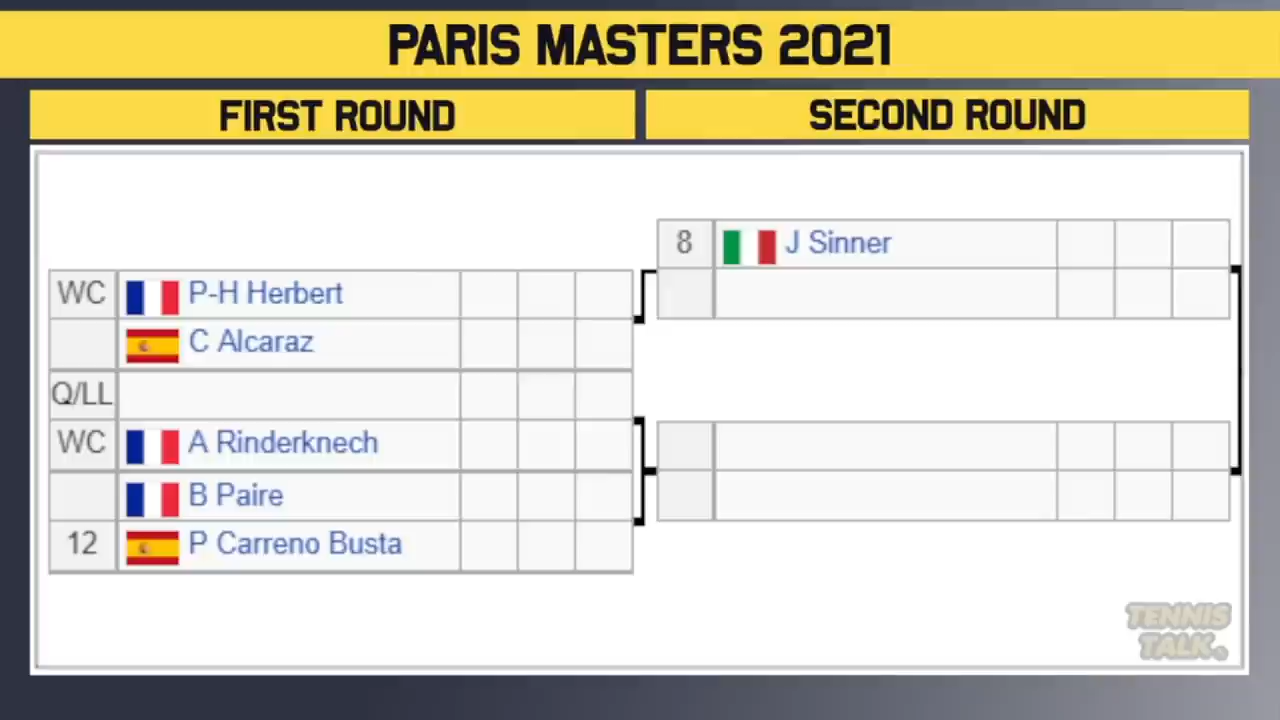 PARIS MASTERS 2021
FIRST ROUND
SECOND ROUND
8 J Sinner
WC P-H Herbert
C Alcaraz
Q/LL
WC A Rinderknech
B Paire
12 P Carreno Busta
TENNIS
TALK